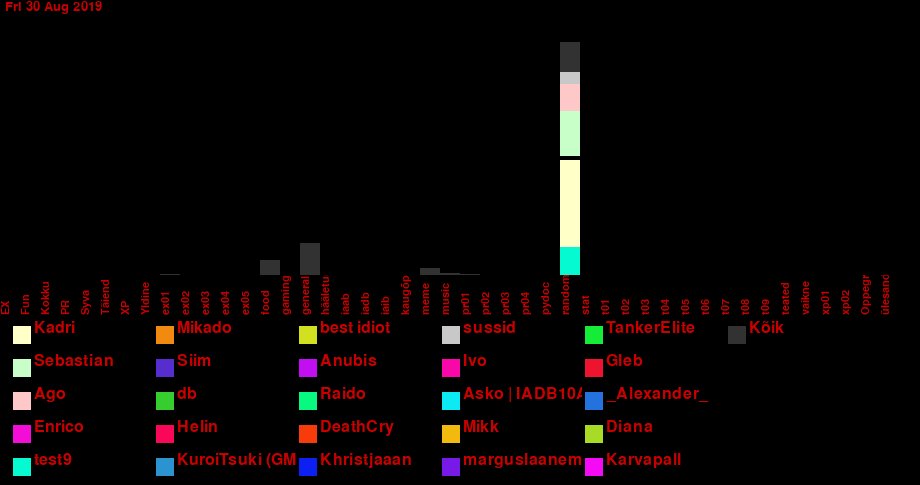 Fri 30 Aug 2019
EX Fun Kokku PR Syva Täiend XP Yldine ex01 ex02 ex03 ex04 ex05 food gaming general hääletu iaab iadb iaib kaugõp meme music pr01 pr02 pr03 pr04 pydoc random stat t01 t02 t03 t04 t05 t06 t07 t08 t09 teated vaikne xp01 xp02 Oppegr ülesand
Kadri Mikado best idiot sussid TankerElite Kõik
Sebastian Siim Anubis Ivo Gleb
Ago db Raido Asko | IADB10A _Alexander_
Enrico Helin DeathCry Mikk Diana
test9 KuroiTsuki (GM Khristjaaan marguslaanem Karvapall